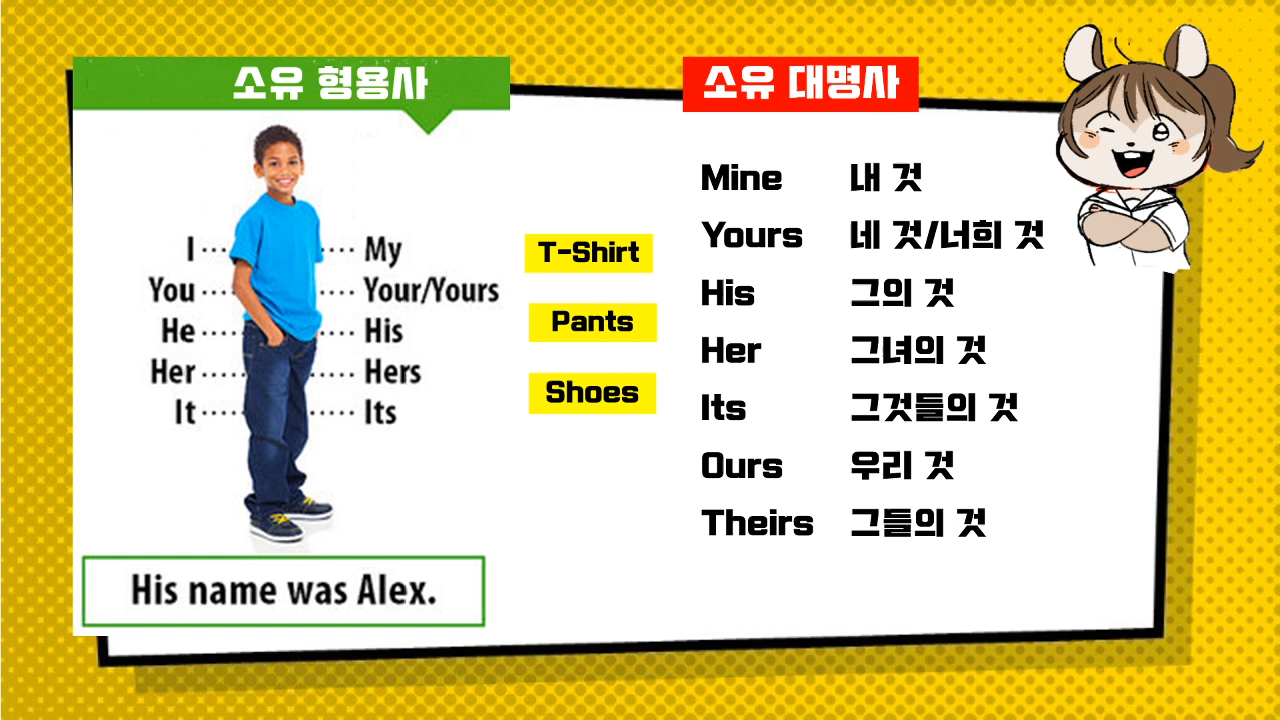 소유 형용사
I My
You Your/Yours
He His
Her Hers
It Its
His name was Alex.
T-Shirt
Pants
Shoes
소유 대명사
Mine 내 것
Yours 네 것/너희 것
His 그의 것
Her 그녀의 것
Its 그것들의 것
Ours 우리 것
Theirs 그들의 것